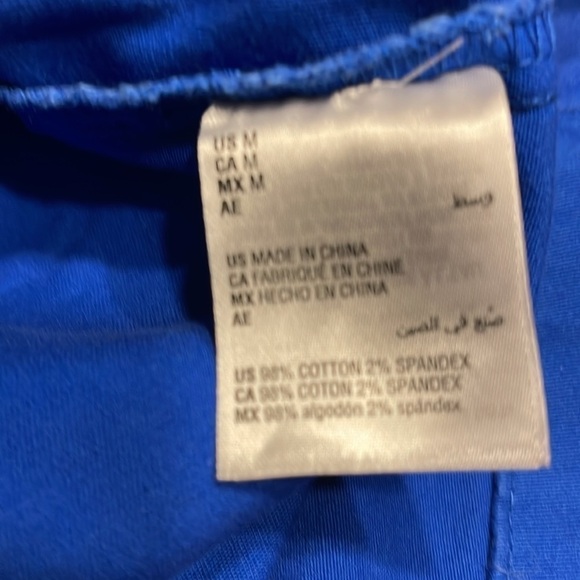 US M
CA M
MX M
AE وسط
US MADE IN CHINA
CA FABRIQUÉ EN CHINE
MX HECHO EN CHINA
AE صُنع في الصين
US 98% COTTON 2% SPANDEX
CA 98% COTON 2% SPANDEX
MX 98% algodón 2% spándex